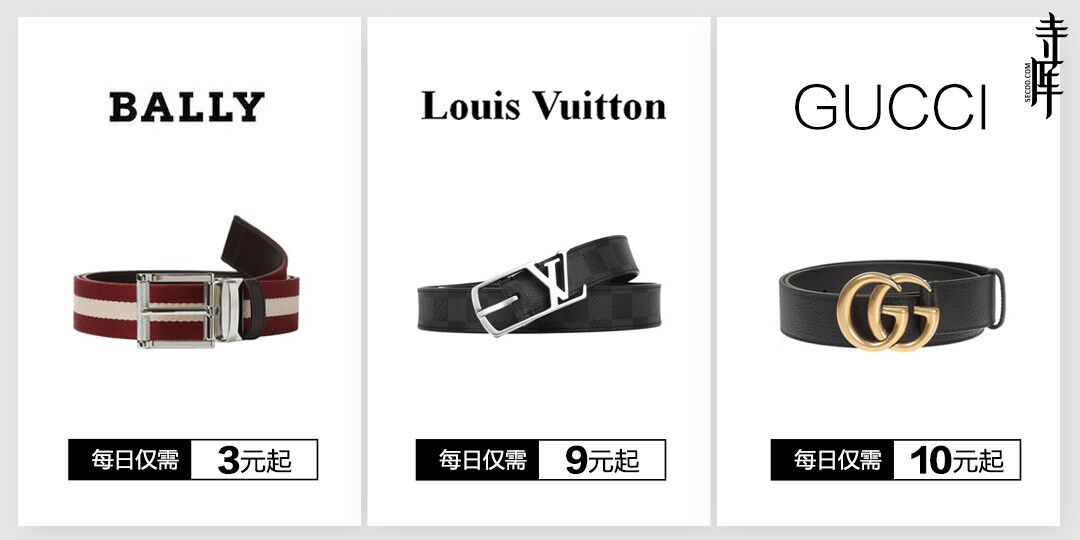 BALLY
每日仅需 3元起
Louis Vuitton
每日仅需 9元起
GUCCI
每日仅需 10元起
寺库
SECOO.COM